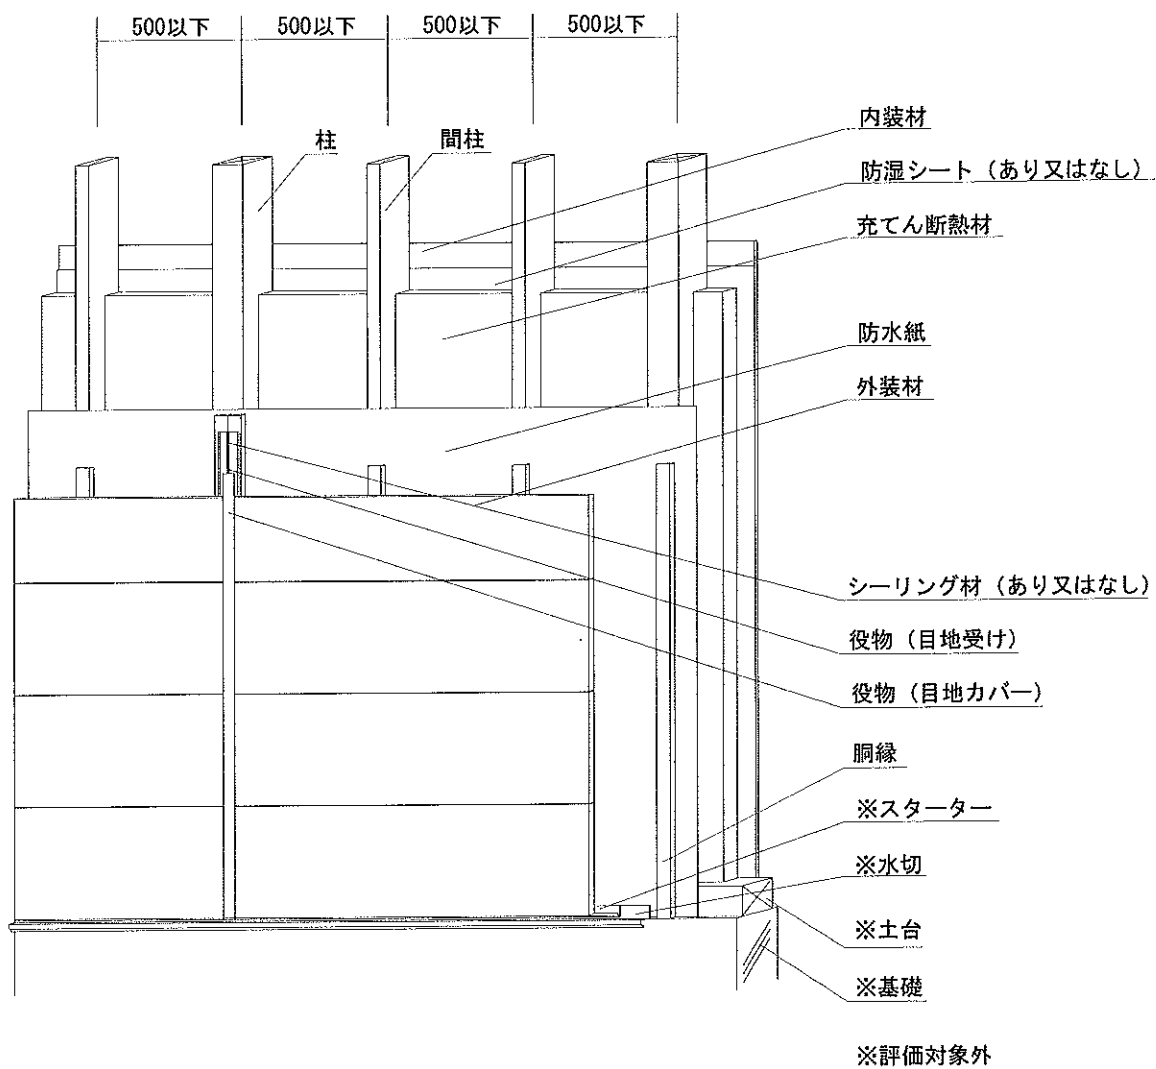 500以下 500以下 500以下 500以下
柱
間柱
内装材
防湿シート（あり又はなし）
充てん断熱材
防水紙
外装材
シーリング材（あり又はなし）
役物（目地受け）
役物（目地カバー）
胴縁
※スターター
※水切
※土台
※基礎
※評価対象外